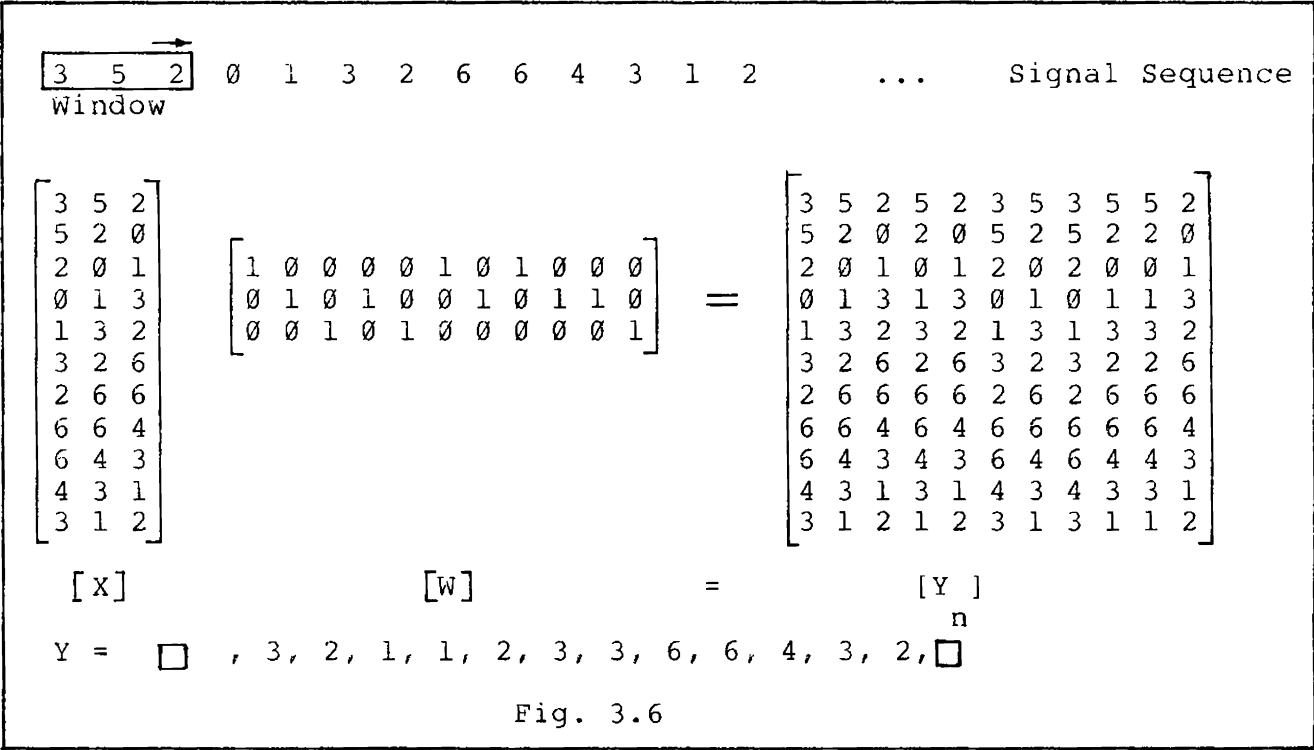 3 5 2 Ø 1 3 2 6 6 4 3 1 2 ... Signal Sequence
Window
3 5 2
5 2 Ø
2 Ø 1
Ø 1 3
1 3 2
3 2 6
2 6 6
6 6 4
6 4 3
4 3 1
3 1 2
1 Ø Ø Ø Ø 1 Ø 1 Ø Ø Ø
Ø 1 Ø 1 Ø Ø 1 Ø 1 1 Ø
Ø Ø 1 Ø 1 Ø Ø Ø Ø Ø 1
=
3 5 2 5 2 3 5 3 5 5 2
5 2 Ø 2 Ø 5 2 5 2 2 Ø
2 Ø 1 Ø 1 2 Ø 2 Ø Ø 1
Ø 1 3 1 3 Ø 1 Ø 1 1 3
1 3 2 3 2 1 3 1 3 3 2
3 2 6 2 6 3 2 3 2 2 6
2 6 6 6 6 2 6 2 6 6 6
6 6 4 6 4 6 6 6 6 6 4
6 4 3 4 3 6 4 6 4 4 3
4 3 1 3 1 4 3 4 3 3 1
3 1 2 1 2 3 1 3 1 1 2
[X] [W] = [Y ]
n
Y = □ , 3, 2, 1, 1, 2, 3, 3, 6, 6, 4, 3, 2, □
Fig. 3.6